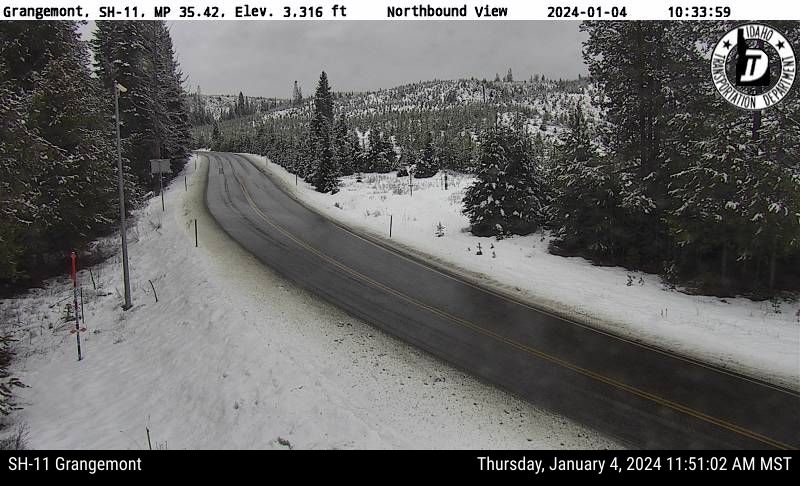 Grangemont, SH-11, MP 35.42, Elev. 3,316 ft Northbound View 2024-01-04 10:33:59
IDAHO
TRANSPORTATION DEPARTMENT
SH-11 Grangemont Thursday, January 4, 2024 11:51:02 AM MST